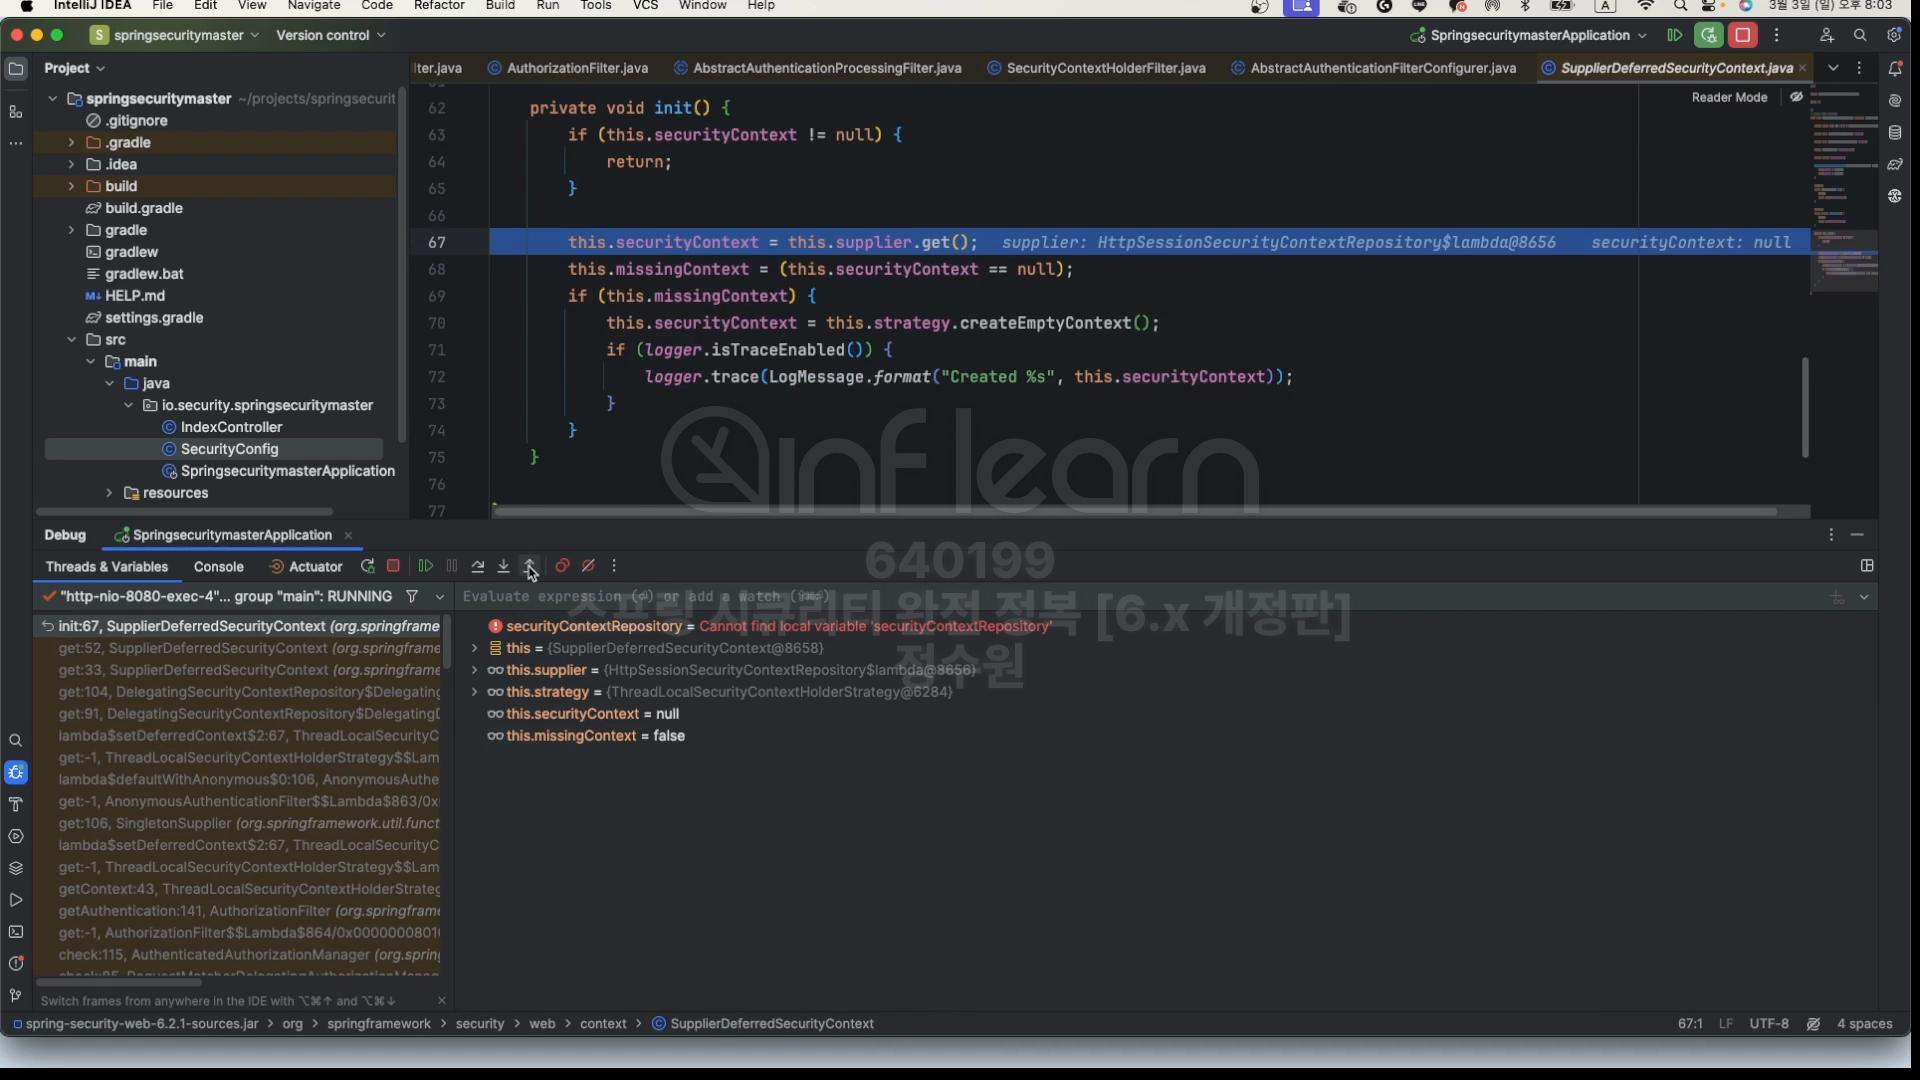 IntelliJ IDEA File Edit View Navigate Code Refactor Build Run Tools VCS Window Help
A 3월 3일 (일) 오후 8:03
S springsecuritymaster Version control
SpringsecuritymasterApplication
Project
lter.java AuthorizationFilter.java AbstractAuthenticationProcessingFilter.java SecurityContextHolderFilter.java AbstractAuthenticationFilterConfigurer.java SupplierDeferredSecurityContext.java
Reader Mode
springsecuritymaster ~/projects/springsecurit
.gitignore
.gradle
.idea
build
build.gradle
gradle
gradlew
gradlew.bat
HELP.md
settings.gradle
src
main
java
io.security.springsecuritymaster
IndexController
SecurityConfig
SpringsecuritymasterApplication
resources
62 private void init() {
63 if (this.securityContext != null) {
64 return;
65 }
66
67 this.securityContext = this.supplier.get(); supplier: HttpSessionSecurityContextRepository$lambda@8656 securityContext: null
68 this.missingContext = (this.securityContext == null);
69 if (this.missingContext) {
70 this.securityContext = this.strategy.createEmptyContext();
71 if (logger.isTraceEnabled()) {
72 logger.trace(LogMessage.format("Created %s", this.securityContext));
73 }
74 }
75 }
76
77
inflearn
640199
스프링 시큐리티 완전 정복 [6.x 개정판]
정수원
Debug SpringsecuritymasterApplication
Threads & Variables Console Actuator
"http-nio-8080-exec-4"... group "main": RUNNING
Evaluate expression (⏎) or add a watch (⇧⌘⏎)
init:67, SupplierDeferredSecurityContext (org.springframe
get:52, SupplierDeferredSecurityContext (org.springframe
get:33, SupplierDeferredSecurityContext (org.springframe
get:104, DelegatingSecurityContextRepository$Delegating
get:91, DelegatingSecurityContextRepository$DelegatingD
lambda$setDeferredContext$2:67, ThreadLocalSecurityC
get:-1, ThreadLocalSecurityContextHolderStrategy$$Lam
lambda$defaultWithAnonymous$0:106, AnonymousAuthe
get:-1, AnonymousAuthenticationFilter$$Lambda$863/0x
get:106, SingletonSupplier (org.springframework.util.funct
lambda$setDeferredContext$2:67, ThreadLocalSecurityC
get:-1, ThreadLocalSecurityContextHolderStrategy$$Lam
getContext:43, ThreadLocalSecurityContextHolderStrateg
getAuthentication:141, AuthorizationFilter (org.springframe
get:-1, AuthorizationFilter$$Lambda$864/0x00000008010
check:115, AuthenticatedAuthorizationManager (org.spring
check:85, RequestMatcherDelegatingAuthorizationManag
securityContextRepository = Cannot find local variable 'securityContextRepository'
this = {SupplierDeferredSecurityContext@8658}
this.supplier = {HttpSessionSecurityContextRepository$lambda@8656}
this.strategy = {ThreadLocalSecurityContextHolderStrategy@6284}
this.securityContext = null
this.missingContext = false
Switch frames from anywhere in the IDE with ⌥⌘↑ and ⌥⌘↓
spring-security-web-6.2.1-sources.jar > org > springframework > security > web > context > SupplierDeferredSecurityContext
67:1 LF UTF-8 4 spaces